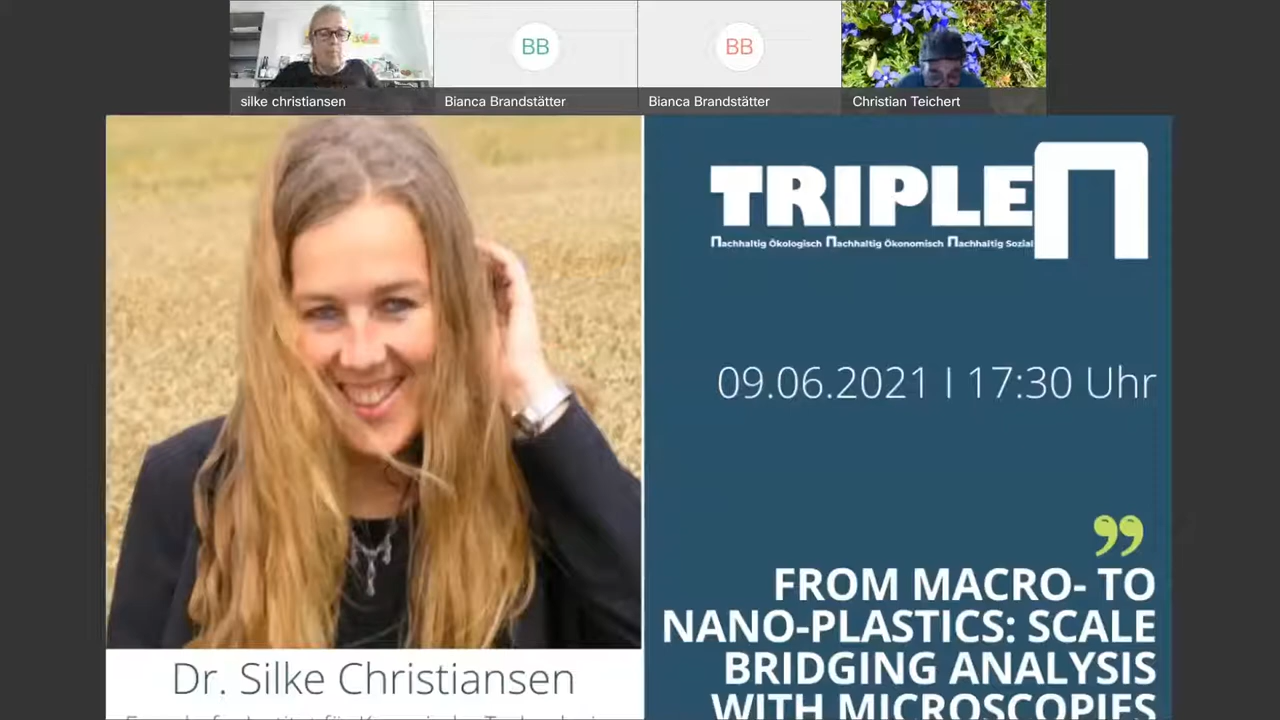 BB
BB
silke christiansen
Bianca Brandstätter
Bianca Brandstätter
Christian Teichert
TRIPLE
Nachhaltig Ökologisch Nachhaltig Ökonomisch Nachhaltig Sozial
09.06.2021 I 17:30 Uhr
”
FROM MACRO- TO
NANO-PLASTICS: SCALE
BRIDGING ANALYSIS
WITH MICROSCOPIES
Dr. Silke Christiansen